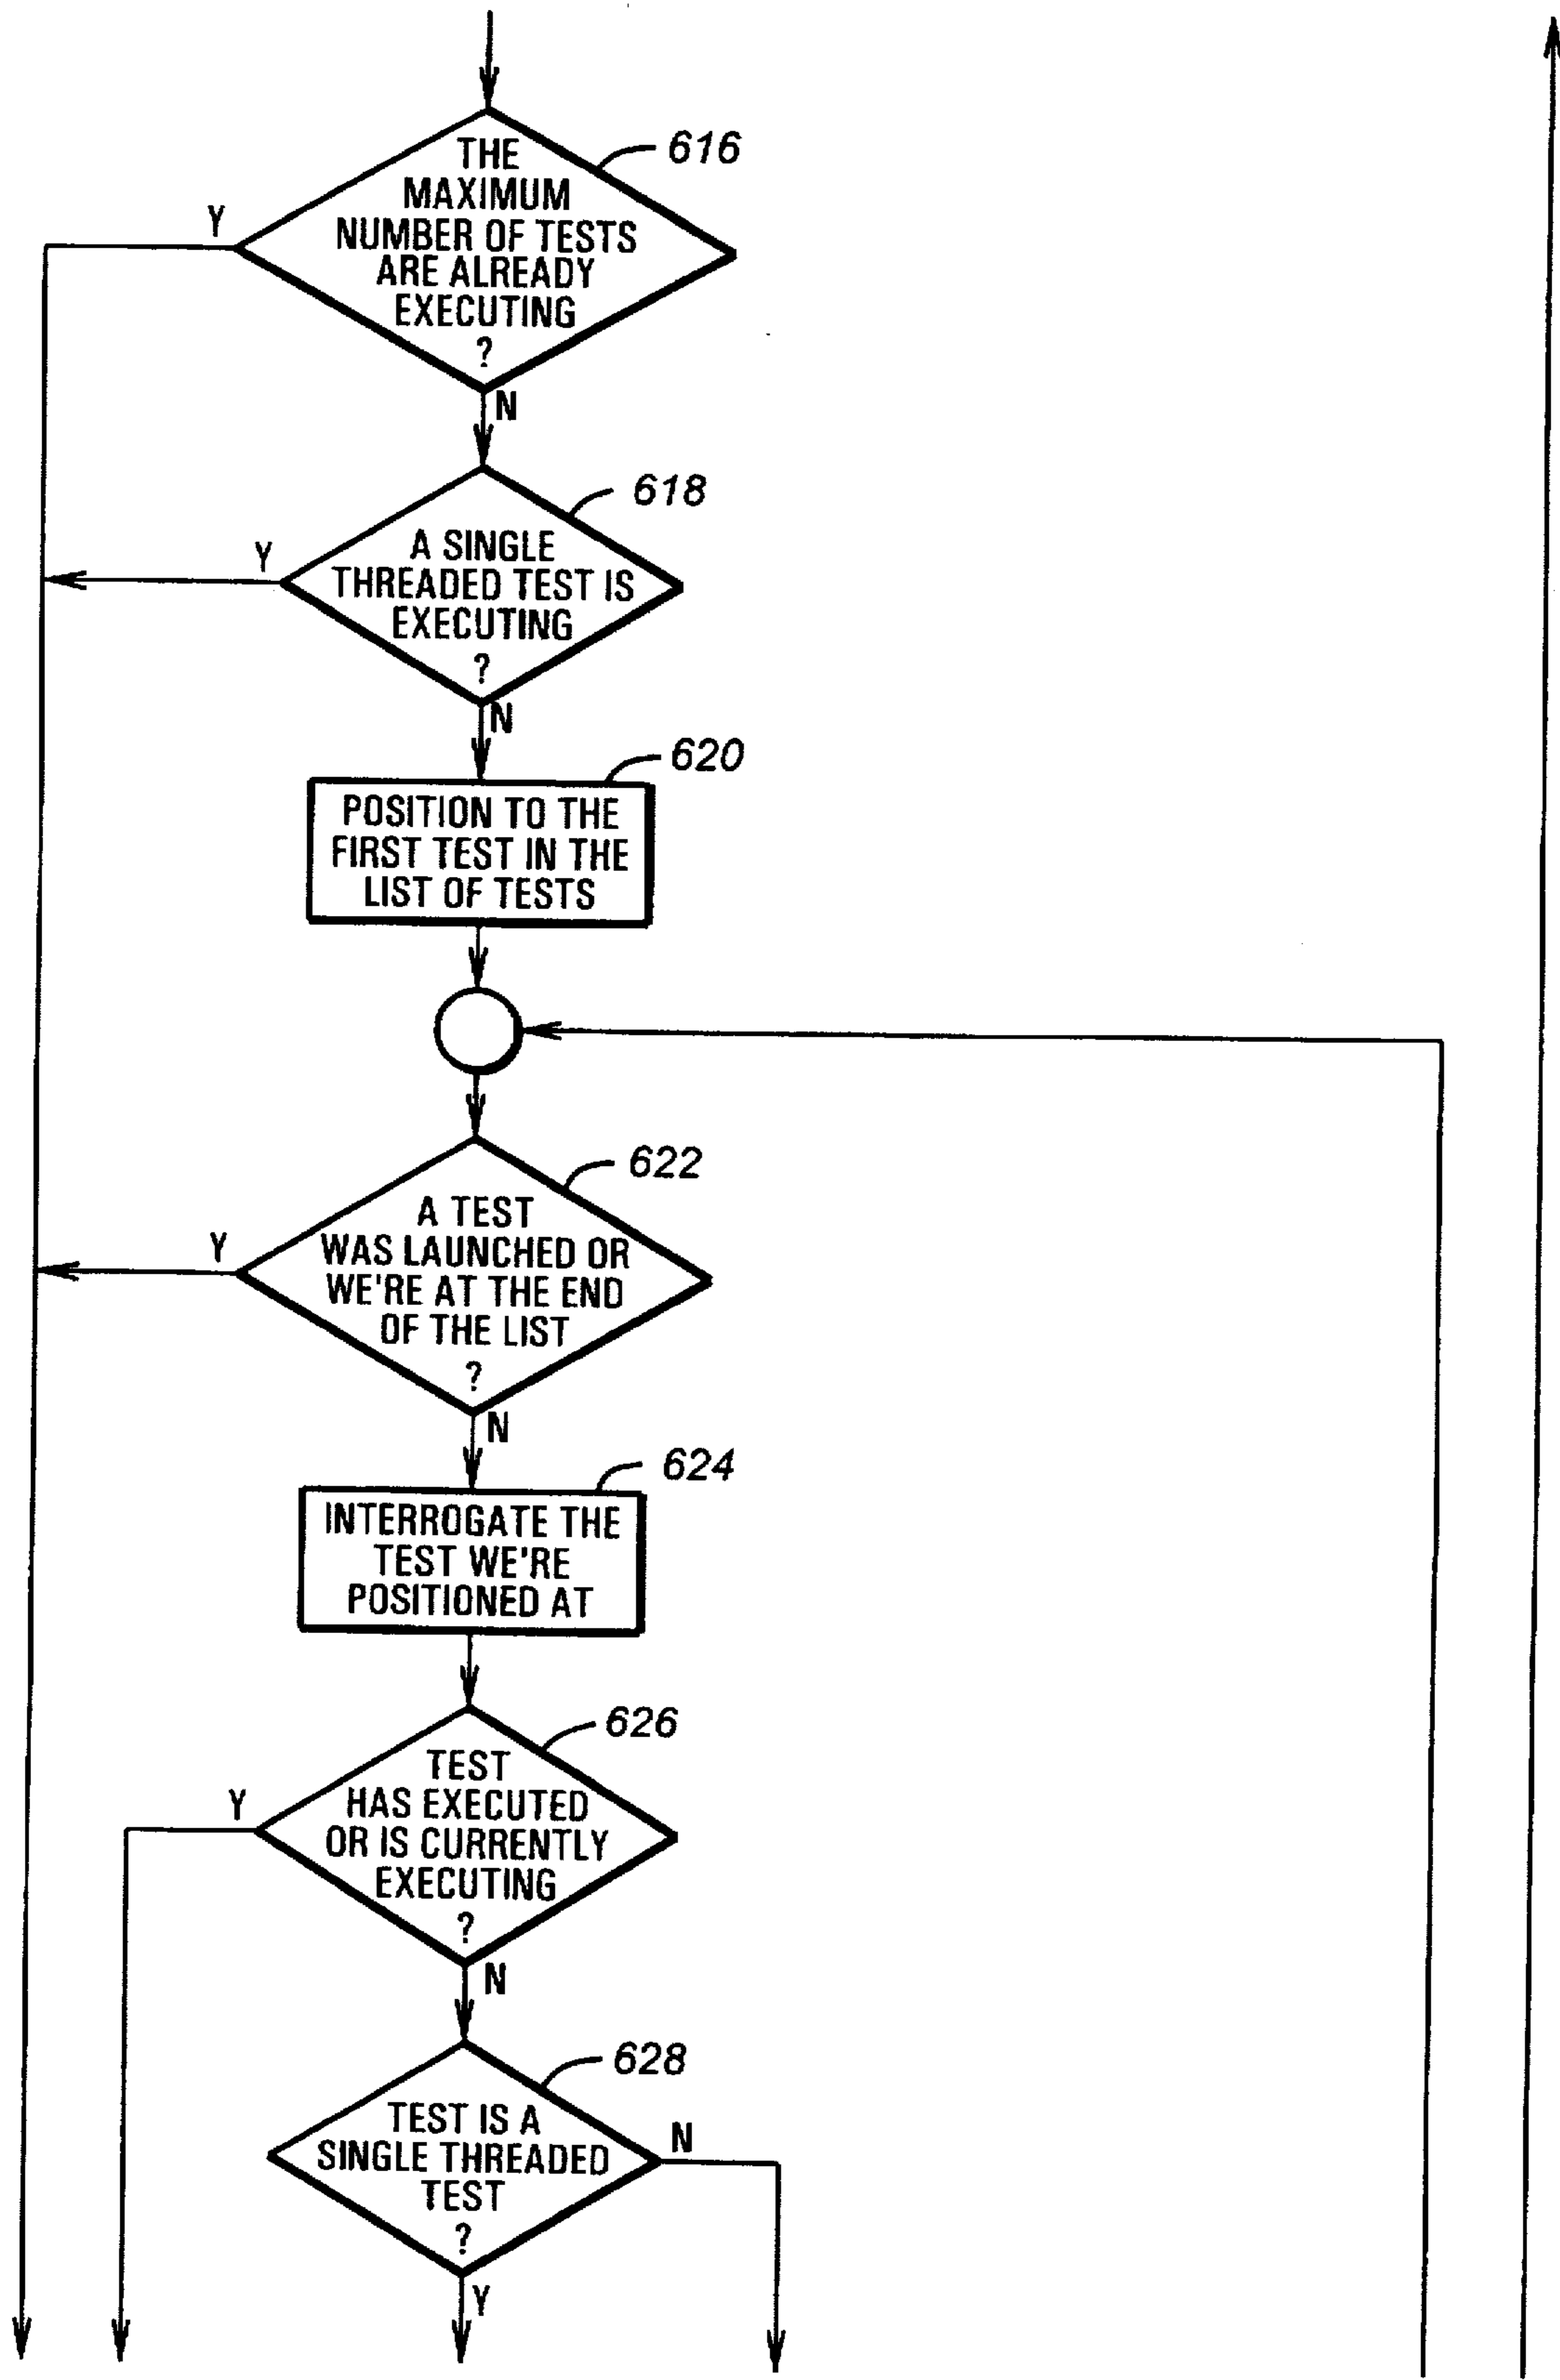 THE
MAXIMUM
NUMBER OF TESTS
ARE ALREADY
EXECUTING
?
616
Y
N
A SINGLE
THREADED TEST IS
EXECUTING
?
618
Y
N
POSITION TO THE
FIRST TEST IN THE
LIST OF TESTS
620
A TEST
WAS LAUNCHED OR
WE'RE AT THE END
OF THE LIST
?
622
Y
N
INTERROGATE THE
TEST WE'RE
POSITIONED AT
624
TEST
HAS EXECUTED
OR IS CURRENTLY
EXECUTING
?
626
Y
N
TEST IS A
SINGLE THREADED
TEST
?
628
N
Y